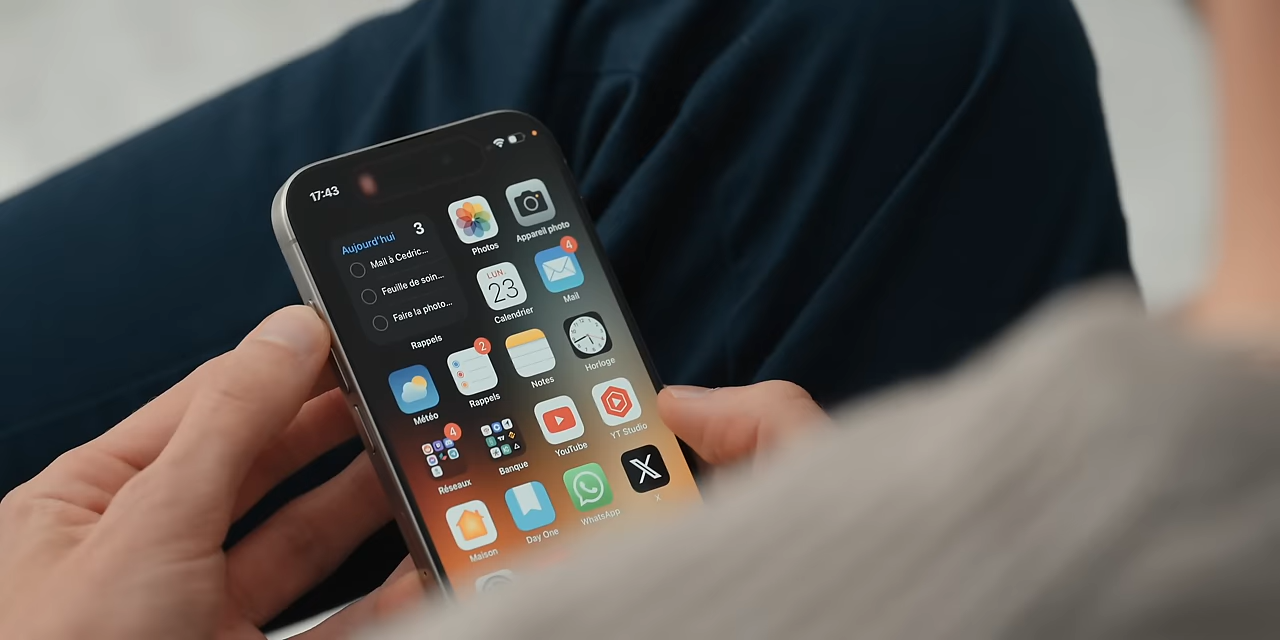 17:43
Aujourd'hui 3
Mail à Cedric...
Feuille de soin...
Faire la photo...
Rappels
Photos
Appareil photo
LUN.
23
Calendrier
4
Mail
Météo
2
Rappels
Notes
Horloge
4
Réseaux
Banque
YouTube
YT Studio
Maison
Day One
WhatsApp
X